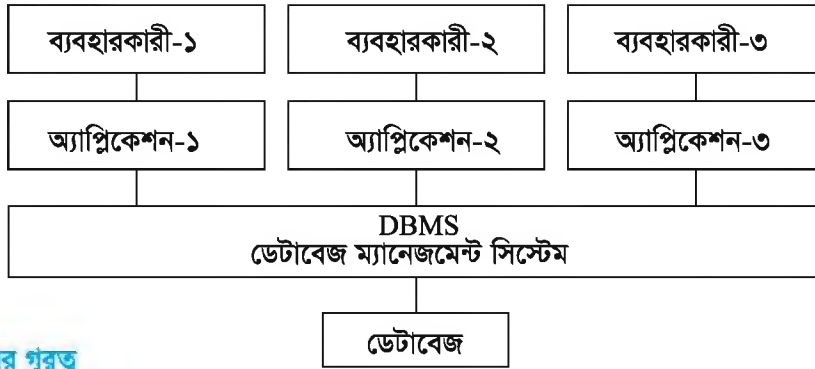 ব্যবহারকারী-১ ব্যবহারকারী-২ ব্যবহারকারী-৩
অ্যাপ্লিকেশন-১ অ্যাপ্লিকেশন-২ অ্যাপ্লিকেশন-৩
DBMS
ডেটাবেজ ম্যানেজমেন্ট সিস্টেম
ডেটাবেজ